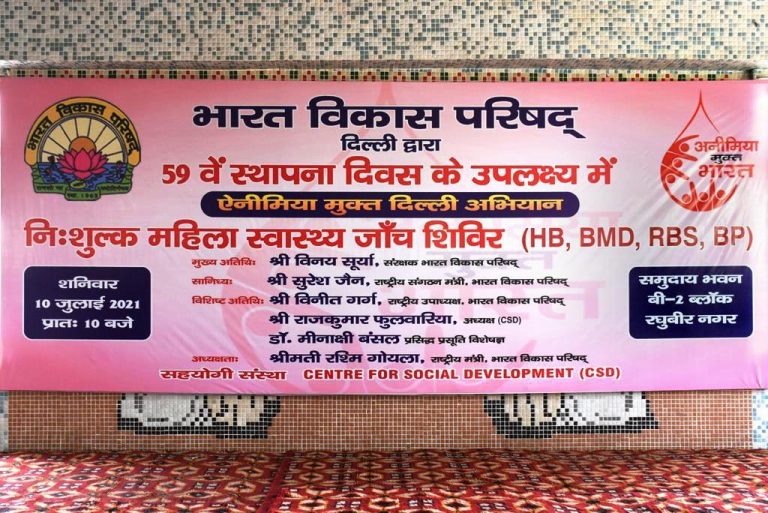 भारत विकास परिषद्
भारत विकास परिषद्
दिल्ली द्वारा
59 वें स्थापना दिवस के उपलक्ष्य में
ऐनीमिया मुक्त दिल्ली अभियान
निःशुल्क महिला स्वास्थ्य जाँच शिविर (HB, BMD, RBS, BP)
अनीमिया
मुक्त
भारत
शनिवार
10 जुलाई 2021
प्रातः 10 बजे
मुख्य अतिथिः श्री विनय सूर्या, संरक्षक भारत विकास परिषद्
सानिध्यः श्री सुरेश जैन, राष्ट्रीय संगठन मंत्री, भारत विकास परिषद्
विशिष्ट अतिथिः श्री विनीत गर्ग, राष्ट्रीय उपाध्यक्ष, भारत विकास परिषद्
श्री राजकुमार फुलवारिया, अध्यक्ष (CSD)
डॉ. मीनाक्षी बंसल प्रसिद्ध प्रसूति विशेषज्ञ
अध्यक्षताः श्रीमती रश्मि गोयला, राष्ट्रीय मंत्री, भारत विकास परिषद्
सहयोगी संस्था CENTRE FOR SOCIAL DEVELOPMENT (CSD)
समुदाय भवन
बी-2 ब्लॉक
रघुबीर नगर